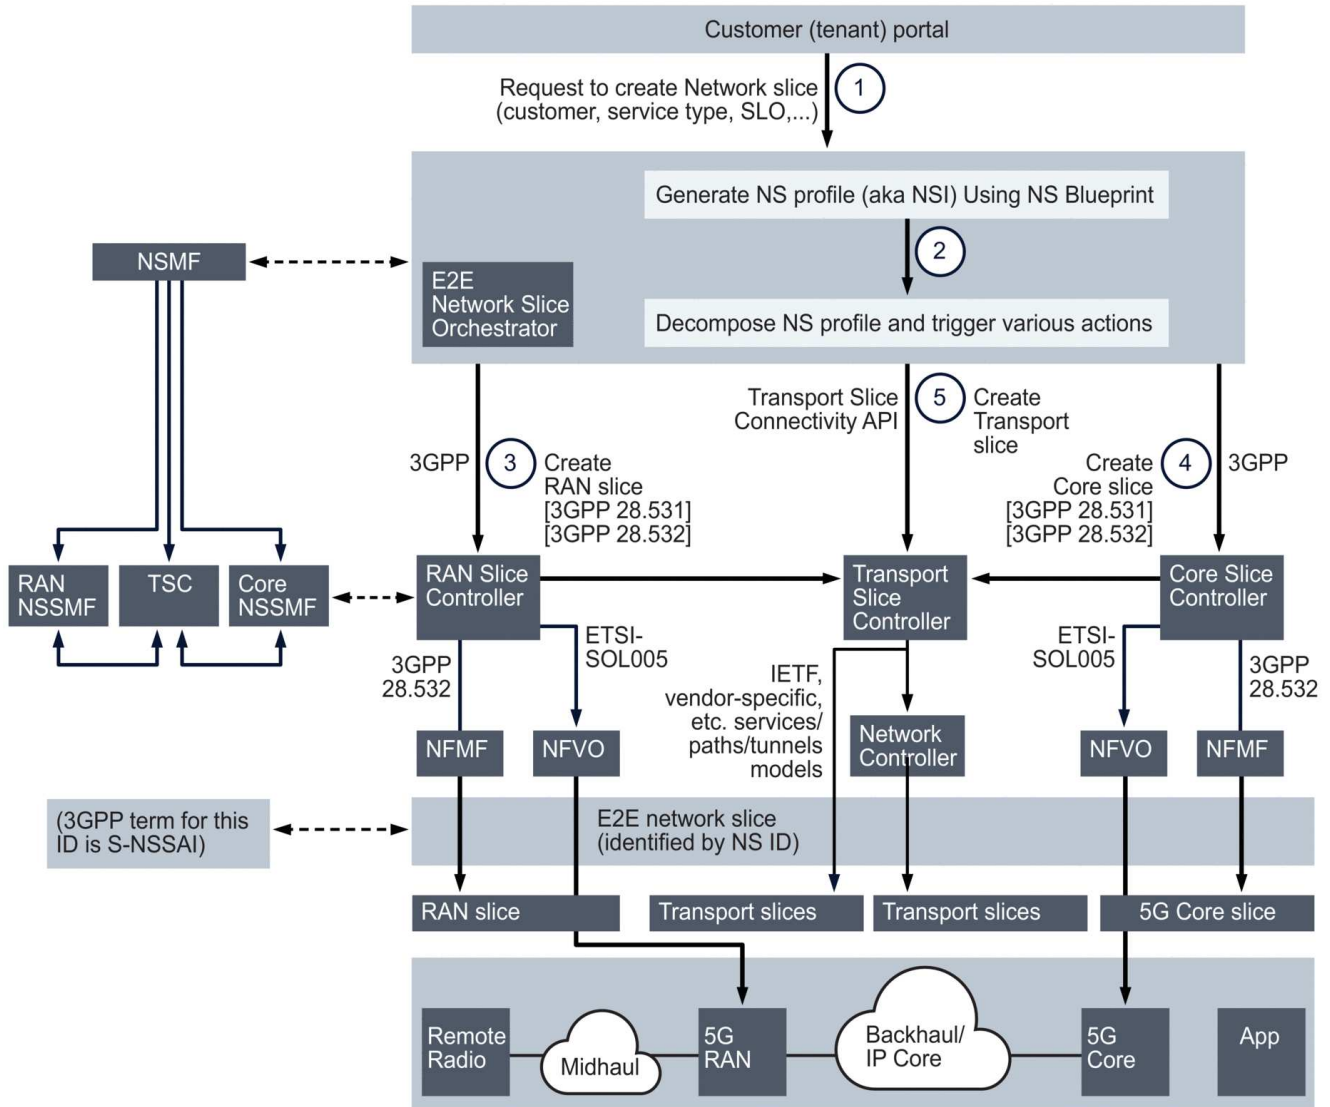 Customer (tenant) portal
Request to create Network slice
(customer, service type, SLO,...)
1
Generate NS profile (aka NSI) Using NS Blueprint
2
NSMF
E2E
Network Slice
Orchestrator
Decompose NS profile and trigger various actions
3GPP
3
Create
RAN slice
[3GPP 28.531]
[3GPP 28.532]
Transport Slice
Connectivity API
5
Create
Transport
slice
Create
Core slice
[3GPP 28.531]
[3GPP 28.532]
4
3GPP
RAN
NSSMF
TSC
Core
NSSMF
RAN Slice
Controller
Transport
Slice
Controller
Core Slice
Controller
3GPP
28.532
ETSI-
SOL005
IETF,
vendor-specific,
etc. services/
paths/tunnels
models
ETSI-
SOL005
3GPP
28.532
NFMF
NFVO
Network
Controller
NFVO
NFMF
(3GPP term for this
ID is S-NSSAI)
E2E network slice
(identified by NS ID)
RAN slice
Transport slices
Transport slices
5G Core slice
Remote
Radio
Midhaul
5G
RAN
Backhaul/
IP Core
5G
Core
App